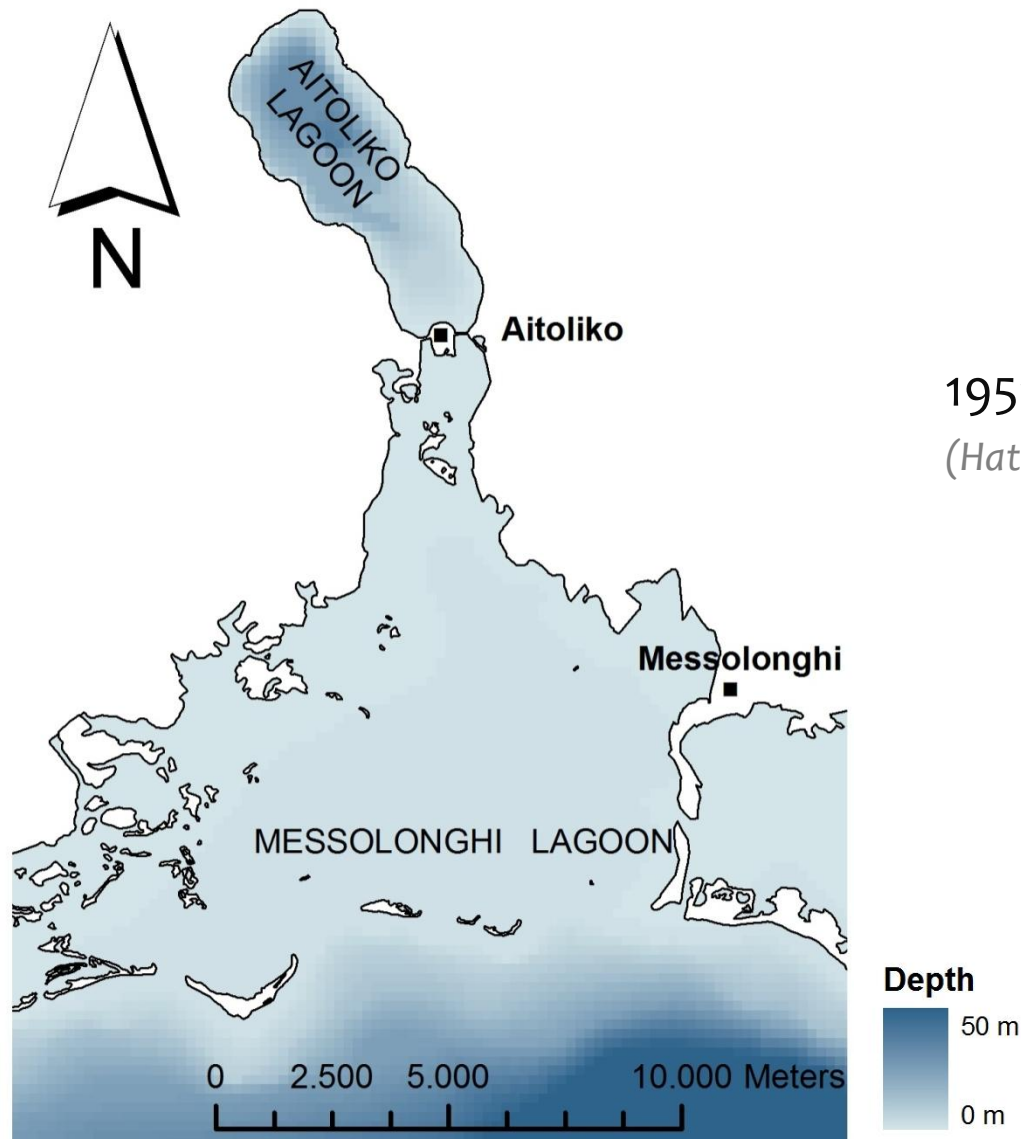 AITOLIKO
LAGOON
N
Aitoliko
195
(Hat
Messolonghi
MESSOLONGHI LAGOON
Depth
50 m
0 m
0 2.500 5.000 10.000 Meters